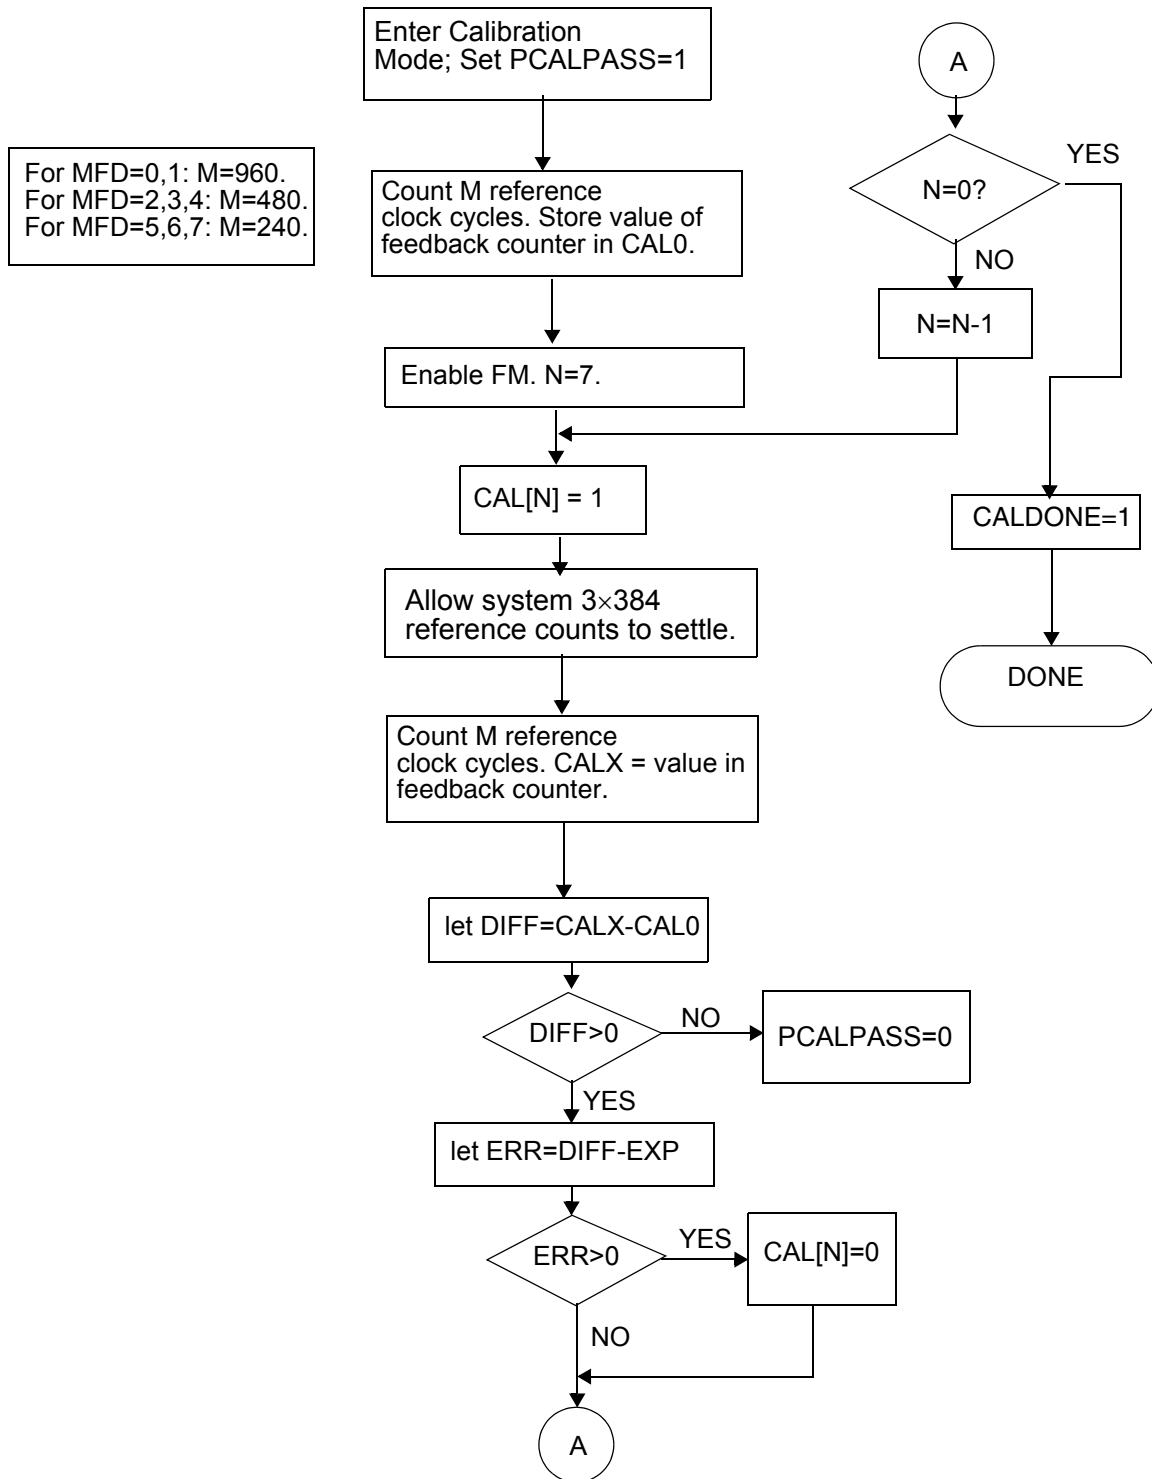 Enter Calibration
Mode; Set PCALPASS=1
For MFD=0,1: M=960.
For MFD=2,3,4: M=480.
For MFD=5,6,7: M=240.
Count M reference
clock cycles. Store value of
feedback counter in CAL0.
Enable FM. N=7.
CAL[N] = 1
Allow system 3×384
reference counts to settle.
Count M reference
clock cycles. CALX = value in
feedback counter.
let DIFF=CALX-CAL0
DIFF>0
NO
PCALPASS=0
YES
let ERR=DIFF-EXP
ERR>0
YES
CAL[N]=0
NO
A
A
N=0?
YES
NO
N=N-1
CALDONE=1
DONE